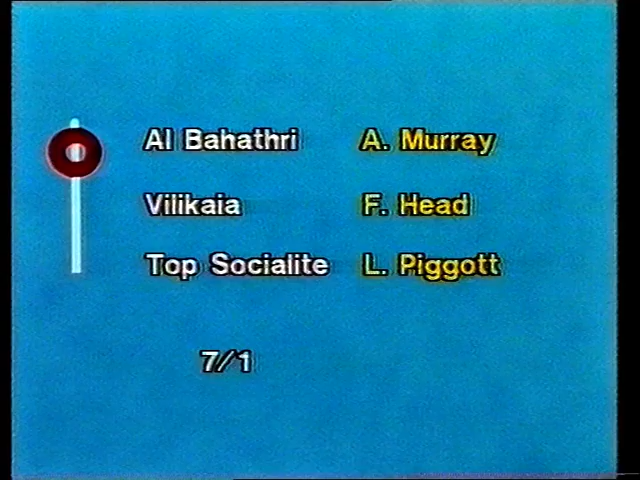 Al Bahathri A. Murray
Vilikaia F. Head
Top Socialite L. Piggott
7/1